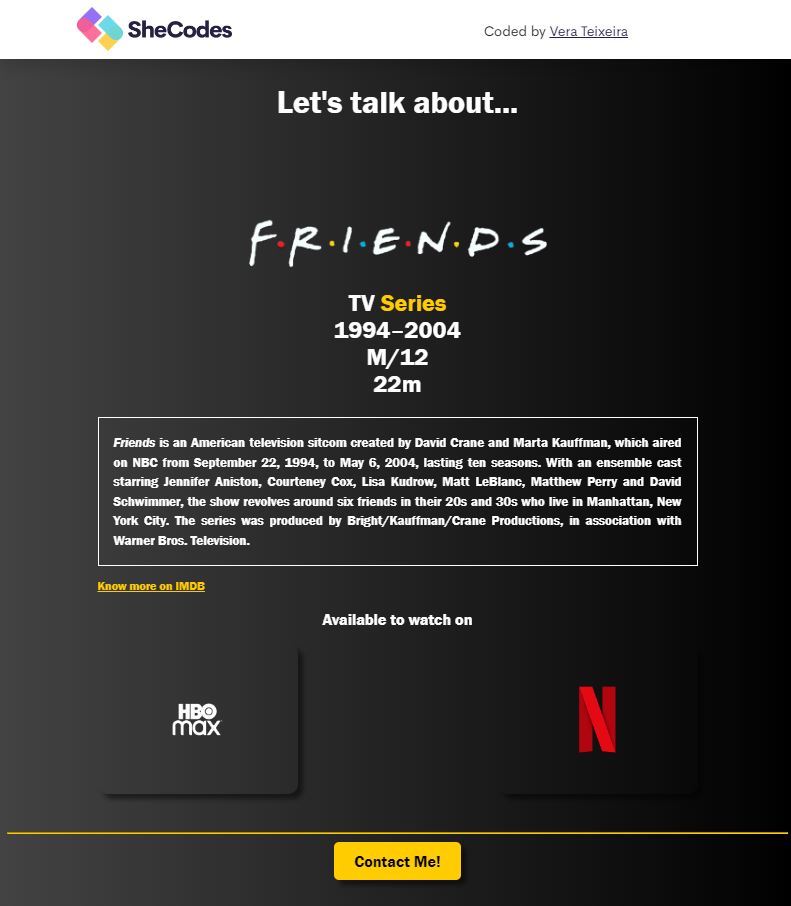 SheCodes
Coded by Vera Teixeira
Let's talk about...
F•R•I•E•N•D•S
TV Series
1994–2004
M/12
22m
Friends is an American television sitcom created by David Crane and Marta Kauffman, which aired
on NBC from September 22, 1994, to May 6, 2004, lasting ten seasons. With an ensemble cast
starring Jennifer Aniston, Courteney Cox, Lisa Kudrow, Matt LeBlanc, Matthew Perry and David
Schwimmer, the show revolves around six friends in their 20s and 30s who live in Manhattan, New
York City. The series was produced by Bright/Kauffman/Crane Productions, in association with
Warner Bros. Television.
Know more on IMDB
Available to watch on
HBO
max
N
Contact Me!